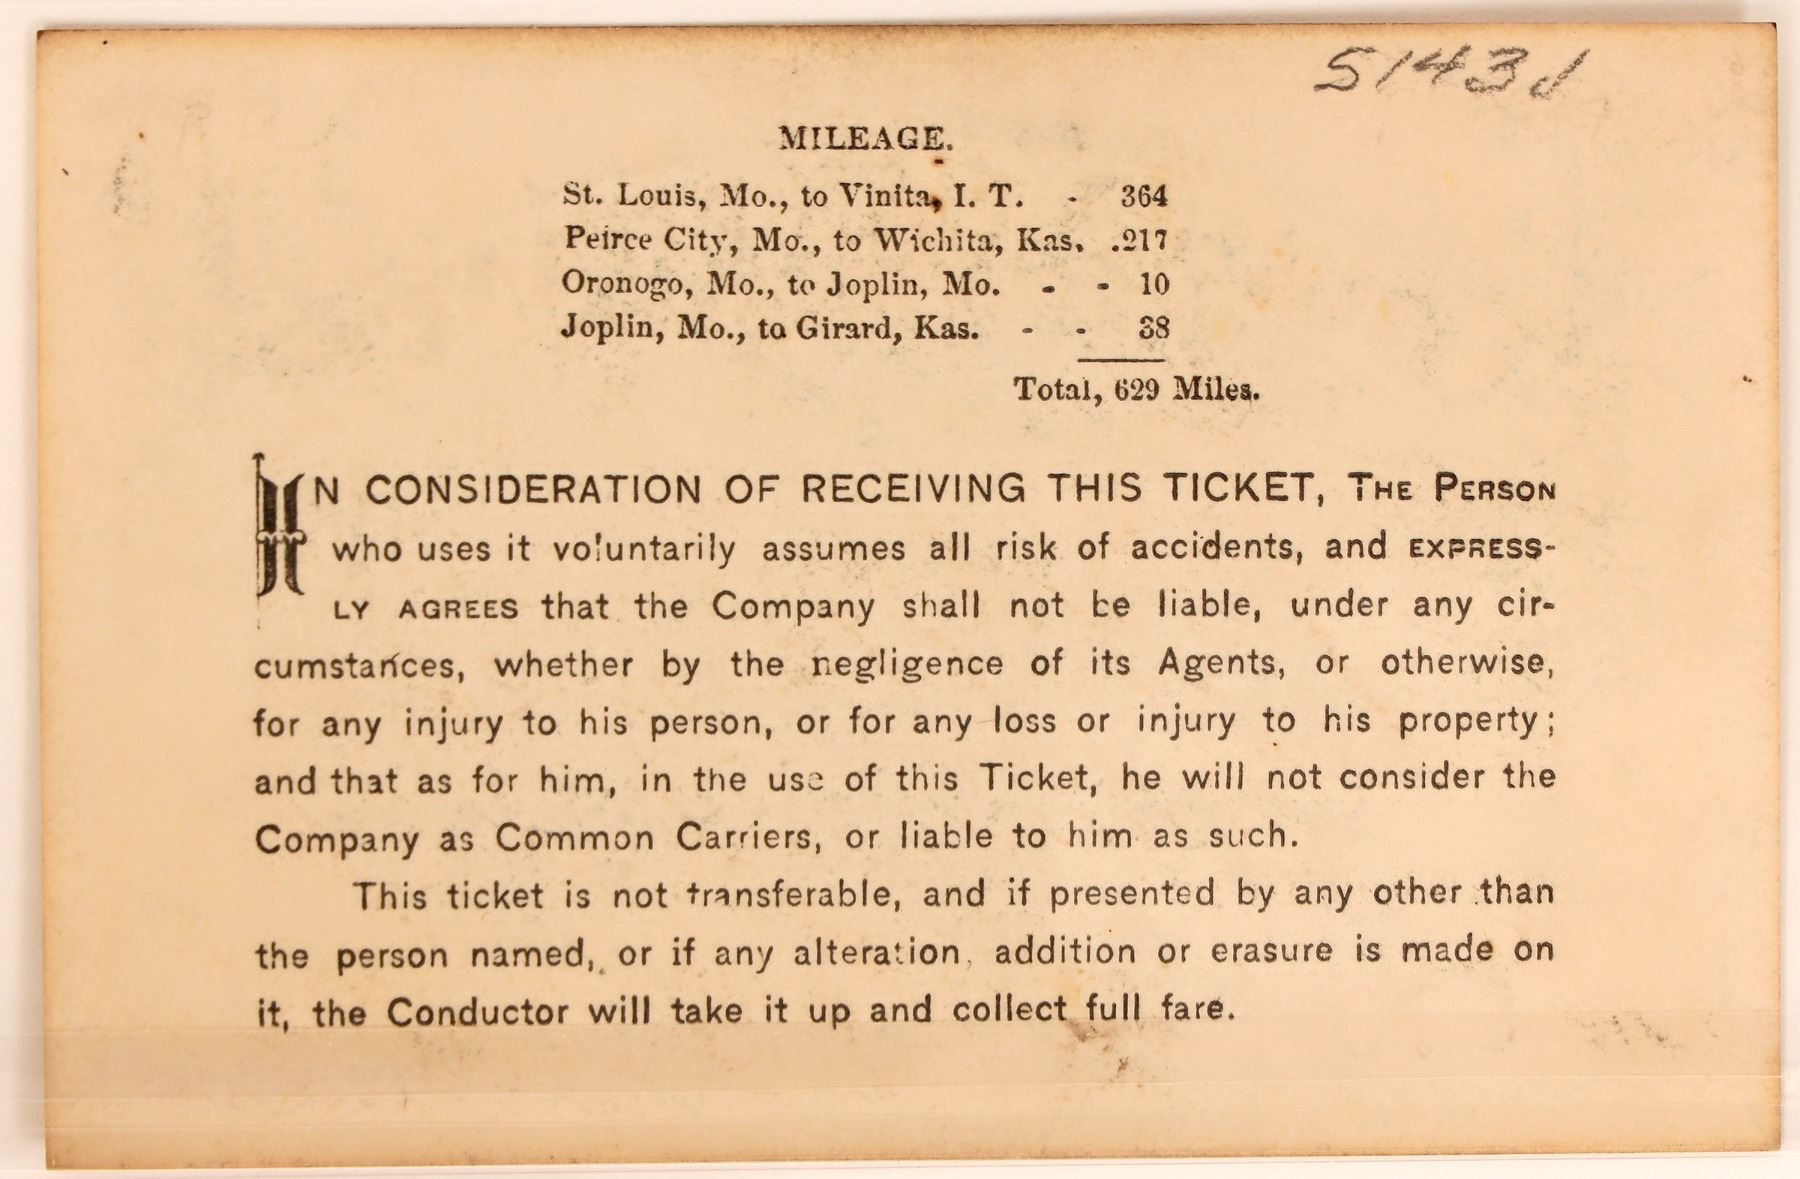 5143d
MILEAGE.
St. Louis, Mo., to Vinita, I. T. - 364
Peirce City, Mo., to Wichita, Kas. .217
Oronogo, Mo., to Joplin, Mo. - - 10
Joplin, Mo., to Girard, Kas. - - 38
Total, 629 Miles.
IN CONSIDERATION OF RECEIVING THIS TICKET, THE PERSON
who uses it voluntarily assumes all risk of accidents, and EXPRESS-
LY AGREES that the Company shall not be liable, under any cir-
cumstances, whether by the negligence of its Agents, or otherwise,
for any injury to his person, or for any loss or injury to his property;
and that as for him, in the use of this Ticket, he will not consider the
Company as Common Carriers, or liable to him as such.
This ticket is not transferable, and if presented by any other than
the person named, or if any alteration, addition or erasure is made on
it, the Conductor will take it up and collect full fare.